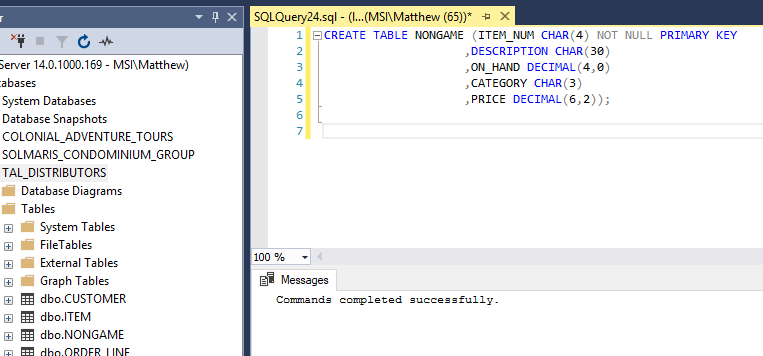 rer
Server 14.0.1000.169 - MSI\Matthew)
tabases
System Databases
Database Snapshots
COLONIAL_ADVENTURE_TOURS
SOLMARIS_CONDOMINIUM_GROUP
TAL_DISTRIBUTORS
Database Diagrams
Tables
System Tables
FileTables
External Tables
Graph Tables
dbo.CUSTOMER
dbo.ITEM
dbo.NONGAME
dbo.ORDER_LINE
SQLQuery24.sql - (l...(MSI\Matthew (65))*
1 CREATE TABLE NONGAME (ITEM_NUM CHAR(4) NOT NULL PRIMARY KEY
2 ,DESCRIPTION CHAR(30)
3 ,ON_HAND DECIMAL(4,0)
4 ,CATEGORY CHAR(3)
5 ,PRICE DECIMAL(6,2));
6
7
100 %
Messages
Commands completed successfully.